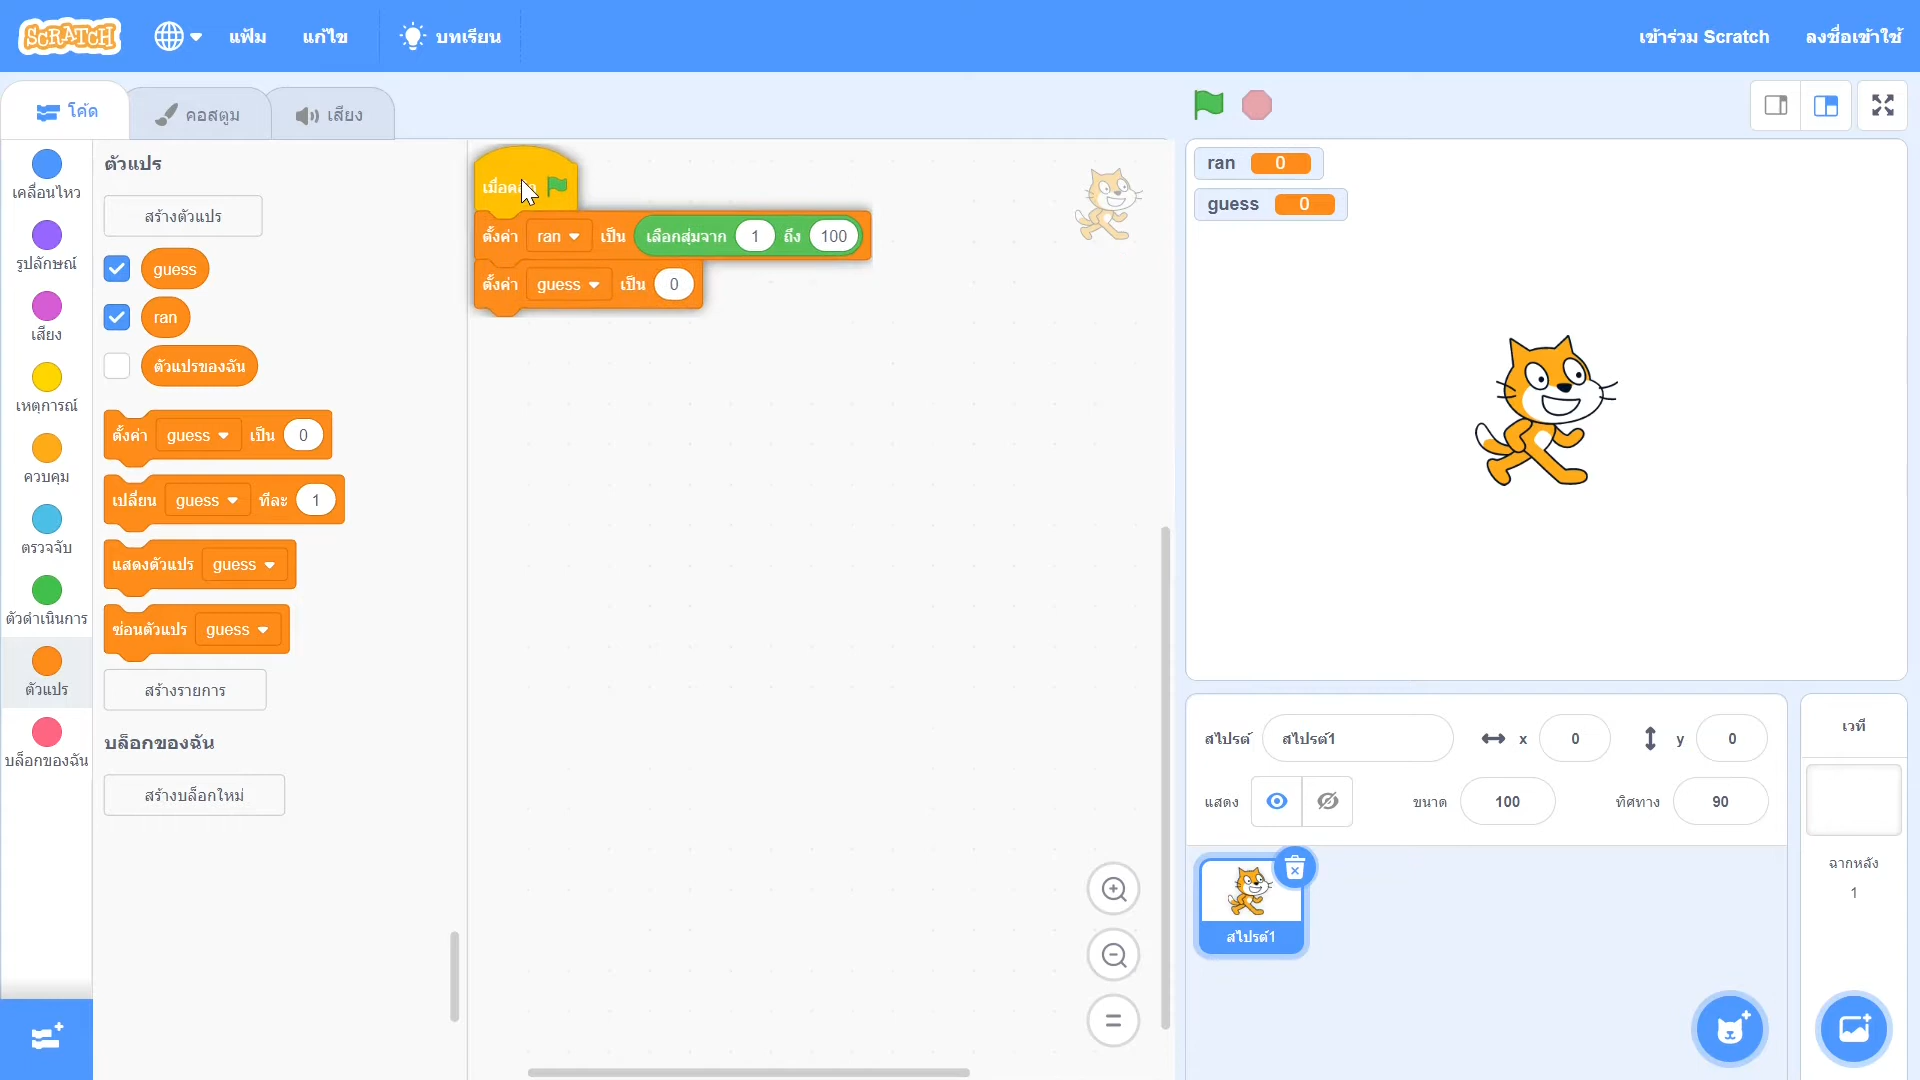 SCRATCH
แฟ้ม
แก้ไข
บทเรียน
เข้าร่วม Scratch
ลงชื่อเข้าใช้
โค้ด
คอสตูม
เสียง
เคลื่อนไหว
รูปลักษณ์
เสียง
เหตุการณ์
ควบคุม
ตรวจจับ
ตัวดำเนินการ
ตัวแปร
บล็อกของฉัน
ตัวแปร
สร้างตัวแปร
guess
ran
ตัวแปรของฉัน
ตั้งค่า guess เป็น 0
เปลี่ยน guess ทีละ 1
แสดงตัวแปร guess
ซ่อนตัวแปร guess
สร้างรายการ
บล็อกของฉัน
สร้างบล็อกใหม่
ตั้งค่า ran เป็น เลือกสุ่มจาก 1 ถึง 100
ตั้งค่า guess เป็น 0
ran 0
guess 0
สไปรต์ สไปรต์1 x 0 y 0
แสดง ขนาด 100 ทิศทาง 90
สไปรต์1
เวที
ฉากหลัง
1